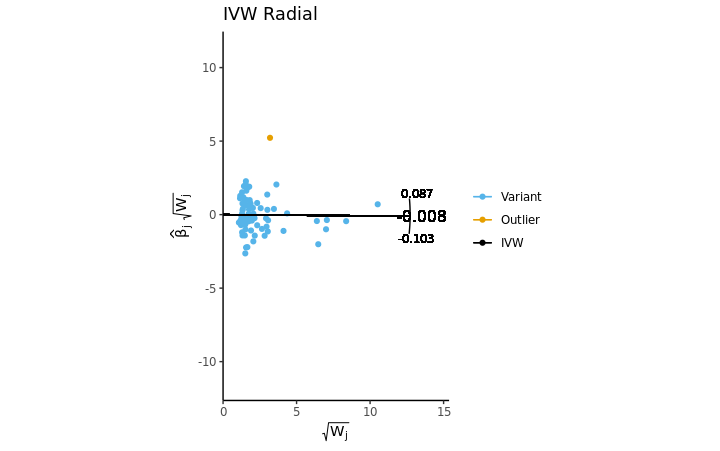 IVW Radial
10
5
0
-5
-10
β̂j √Wj
0.087
-0.008
-0.103
0 5 10 15
√Wj
Variant
Outlier
IVW